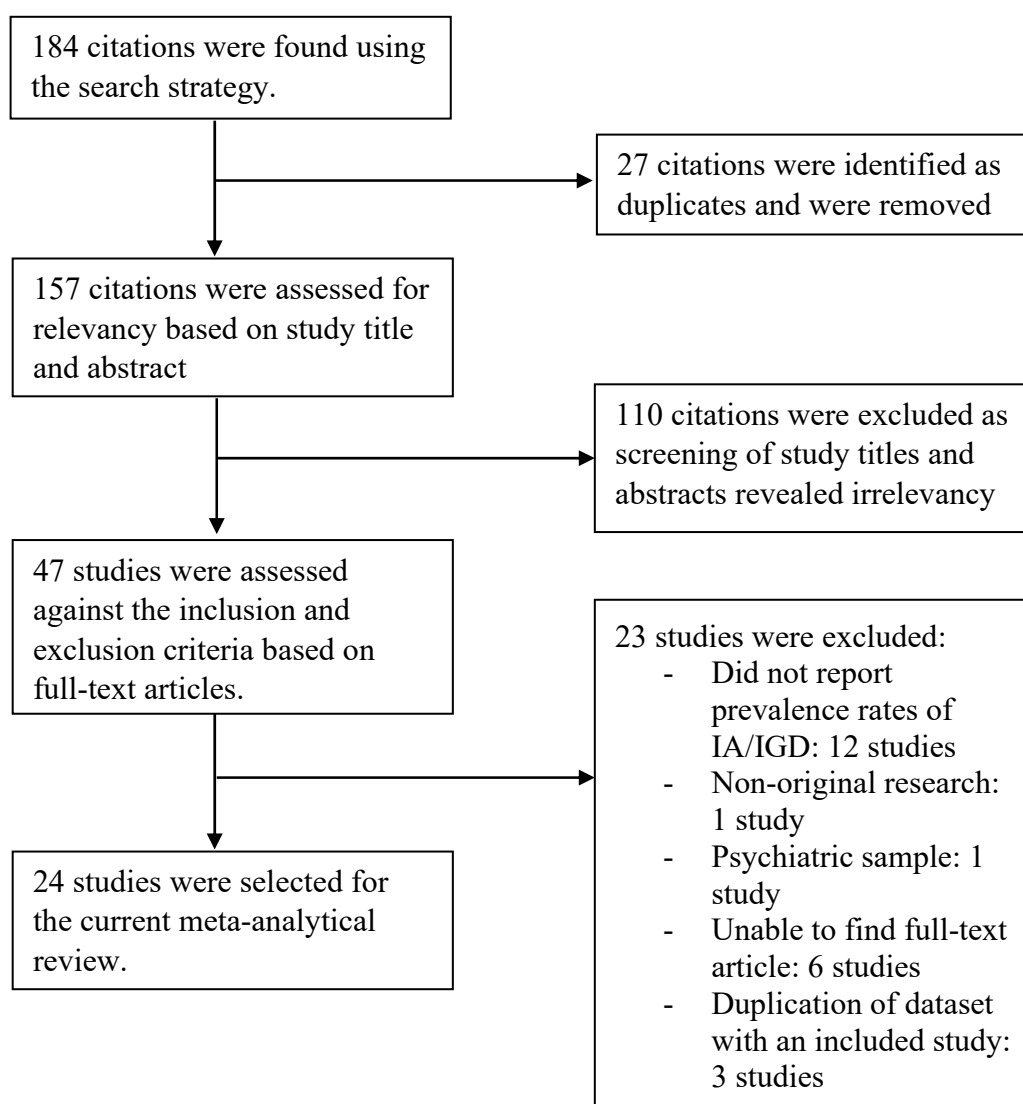 184 citations were found using
the search strategy.
27 citations were identified as
duplicates and were removed
157 citations were assessed for
relevancy based on study title
and abstract
110 citations were excluded as
screening of study titles and
abstracts revealed irrelevancy
47 studies were assessed
against the inclusion and
exclusion criteria based on
full-text articles.
23 studies were excluded:
- Did not report
prevalence rates of
IA/IGD: 12 studies
- Non-original research:
1 study
- Psychiatric sample: 1
study
- Unable to find full-text
article: 6 studies
- Duplication of dataset
with an included study:
3 studies
24 studies were selected for
the current meta-analytical
review.